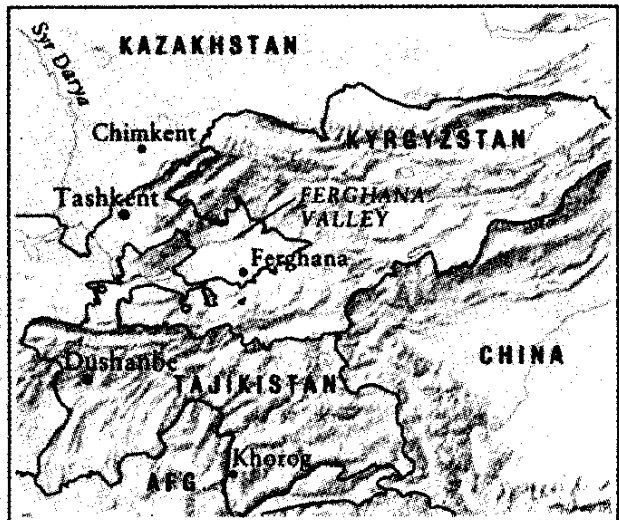 KAZAKHSTAN
Syr Darya
Chimkent
KYRGYZSTAN
Tashkent
FERGHANA
VALLEY
Ferghana
CHINA
Dushanbe
TAJIKISTAN
Khorog
AFG